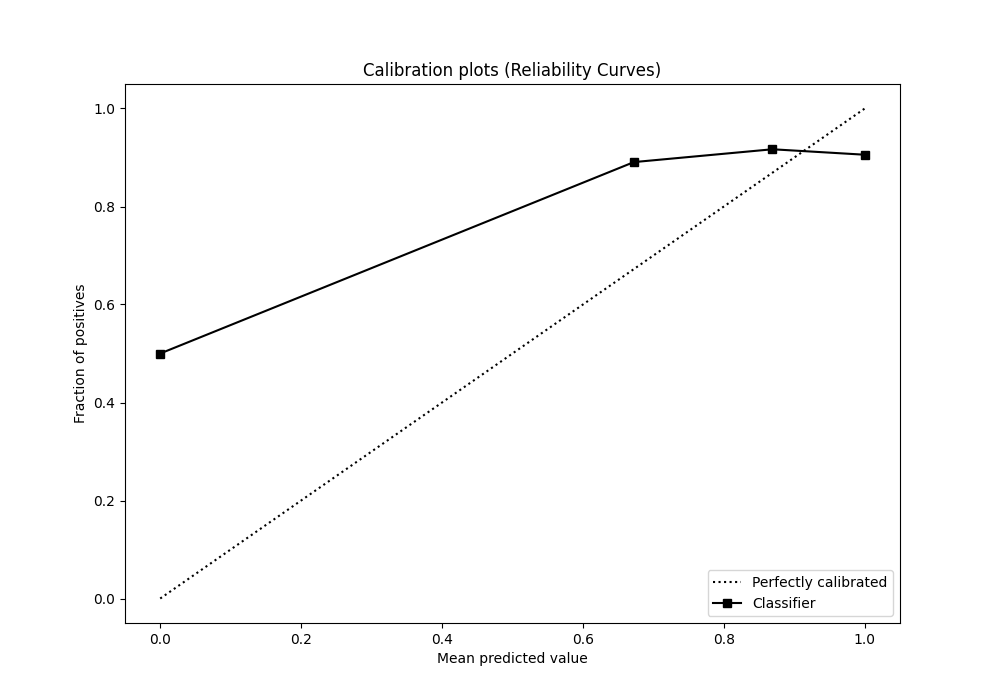 Calibration plots (Reliability Curves)
1.0
0.8
0.6
0.4
0.2
0.0
Fraction of positives
Perfectly calibrated
Classifier
0.0 0.2 0.4 0.6 0.8 1.0
Mean predicted value